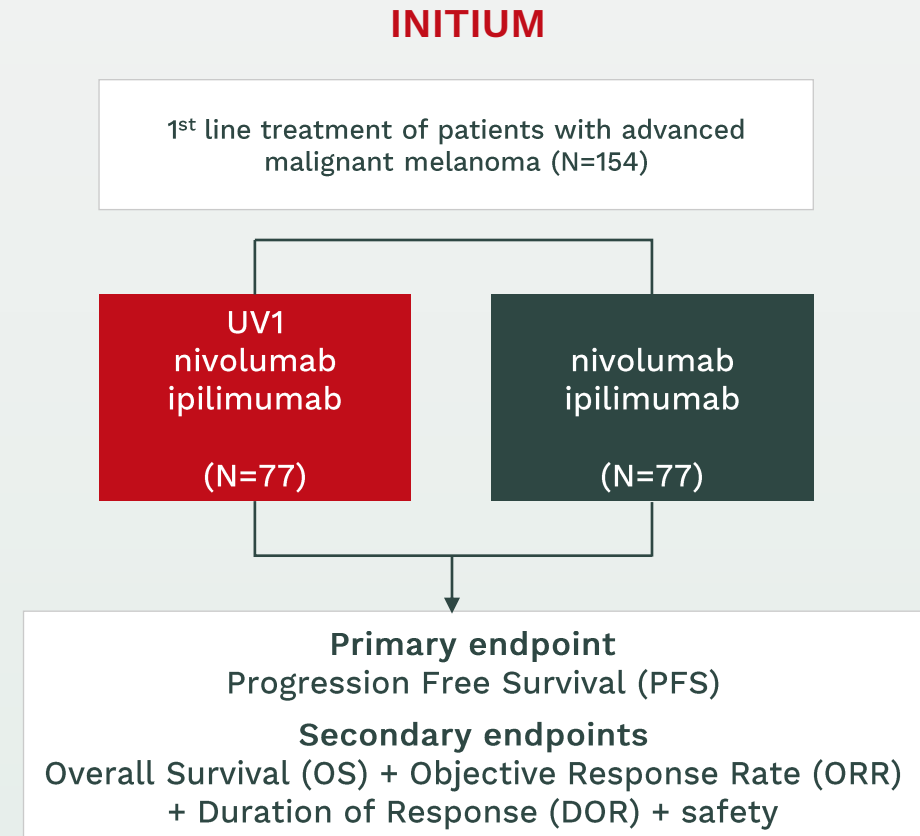 INITIUM
1st line treatment of patients with advanced
malignant melanoma (N=154)
UV1
nivolumab
ipilimumab
(N=77)
nivolumab
ipilimumab
(N=77)
Primary endpoint
Progression Free Survival (PFS)
Secondary endpoints
Overall Survival (OS) + Objective Response Rate (ORR)
+ Duration of Response (DOR) + safety